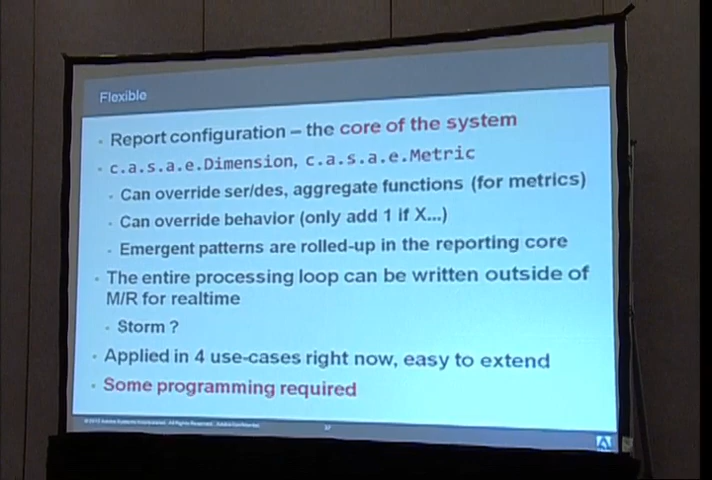 Flexible
Report configuration – the core of the system
c.a.s.a.e.Dimension, c.a.s.a.e.Metric
Can override ser/des, aggregate functions (for metrics)
Can override behavior (only add 1 if X...)
Emergent patterns are rolled-up in the reporting core
The entire processing loop can be written outside of
M/R for realtime
Storm ?
Applied in 4 use-cases right now, easy to extend
Some programming required